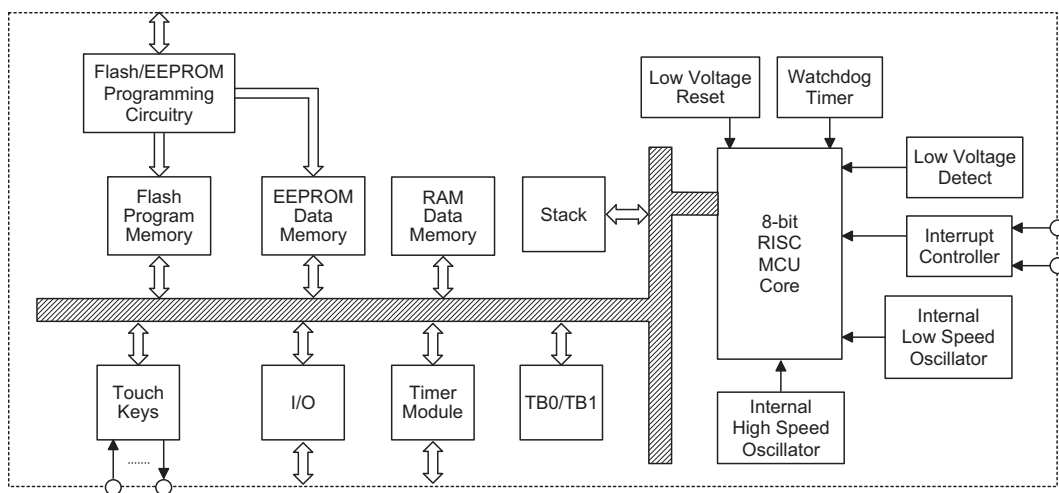 Flash/EEPROM
Programming
Circuitry
Low Voltage
Reset
Watchdog
Timer
Low Voltage
Detect
Flash
Program
Memory
EEPROM
Data
Memory
RAM
Data
Memory
Stack
8-bit
RISC
MCU
Core
Interrupt
Controller
Internal
Low Speed
Oscillator
Touch
Keys
I/O
Timer
Module
TB0/TB1
Internal
High Speed
Oscillator